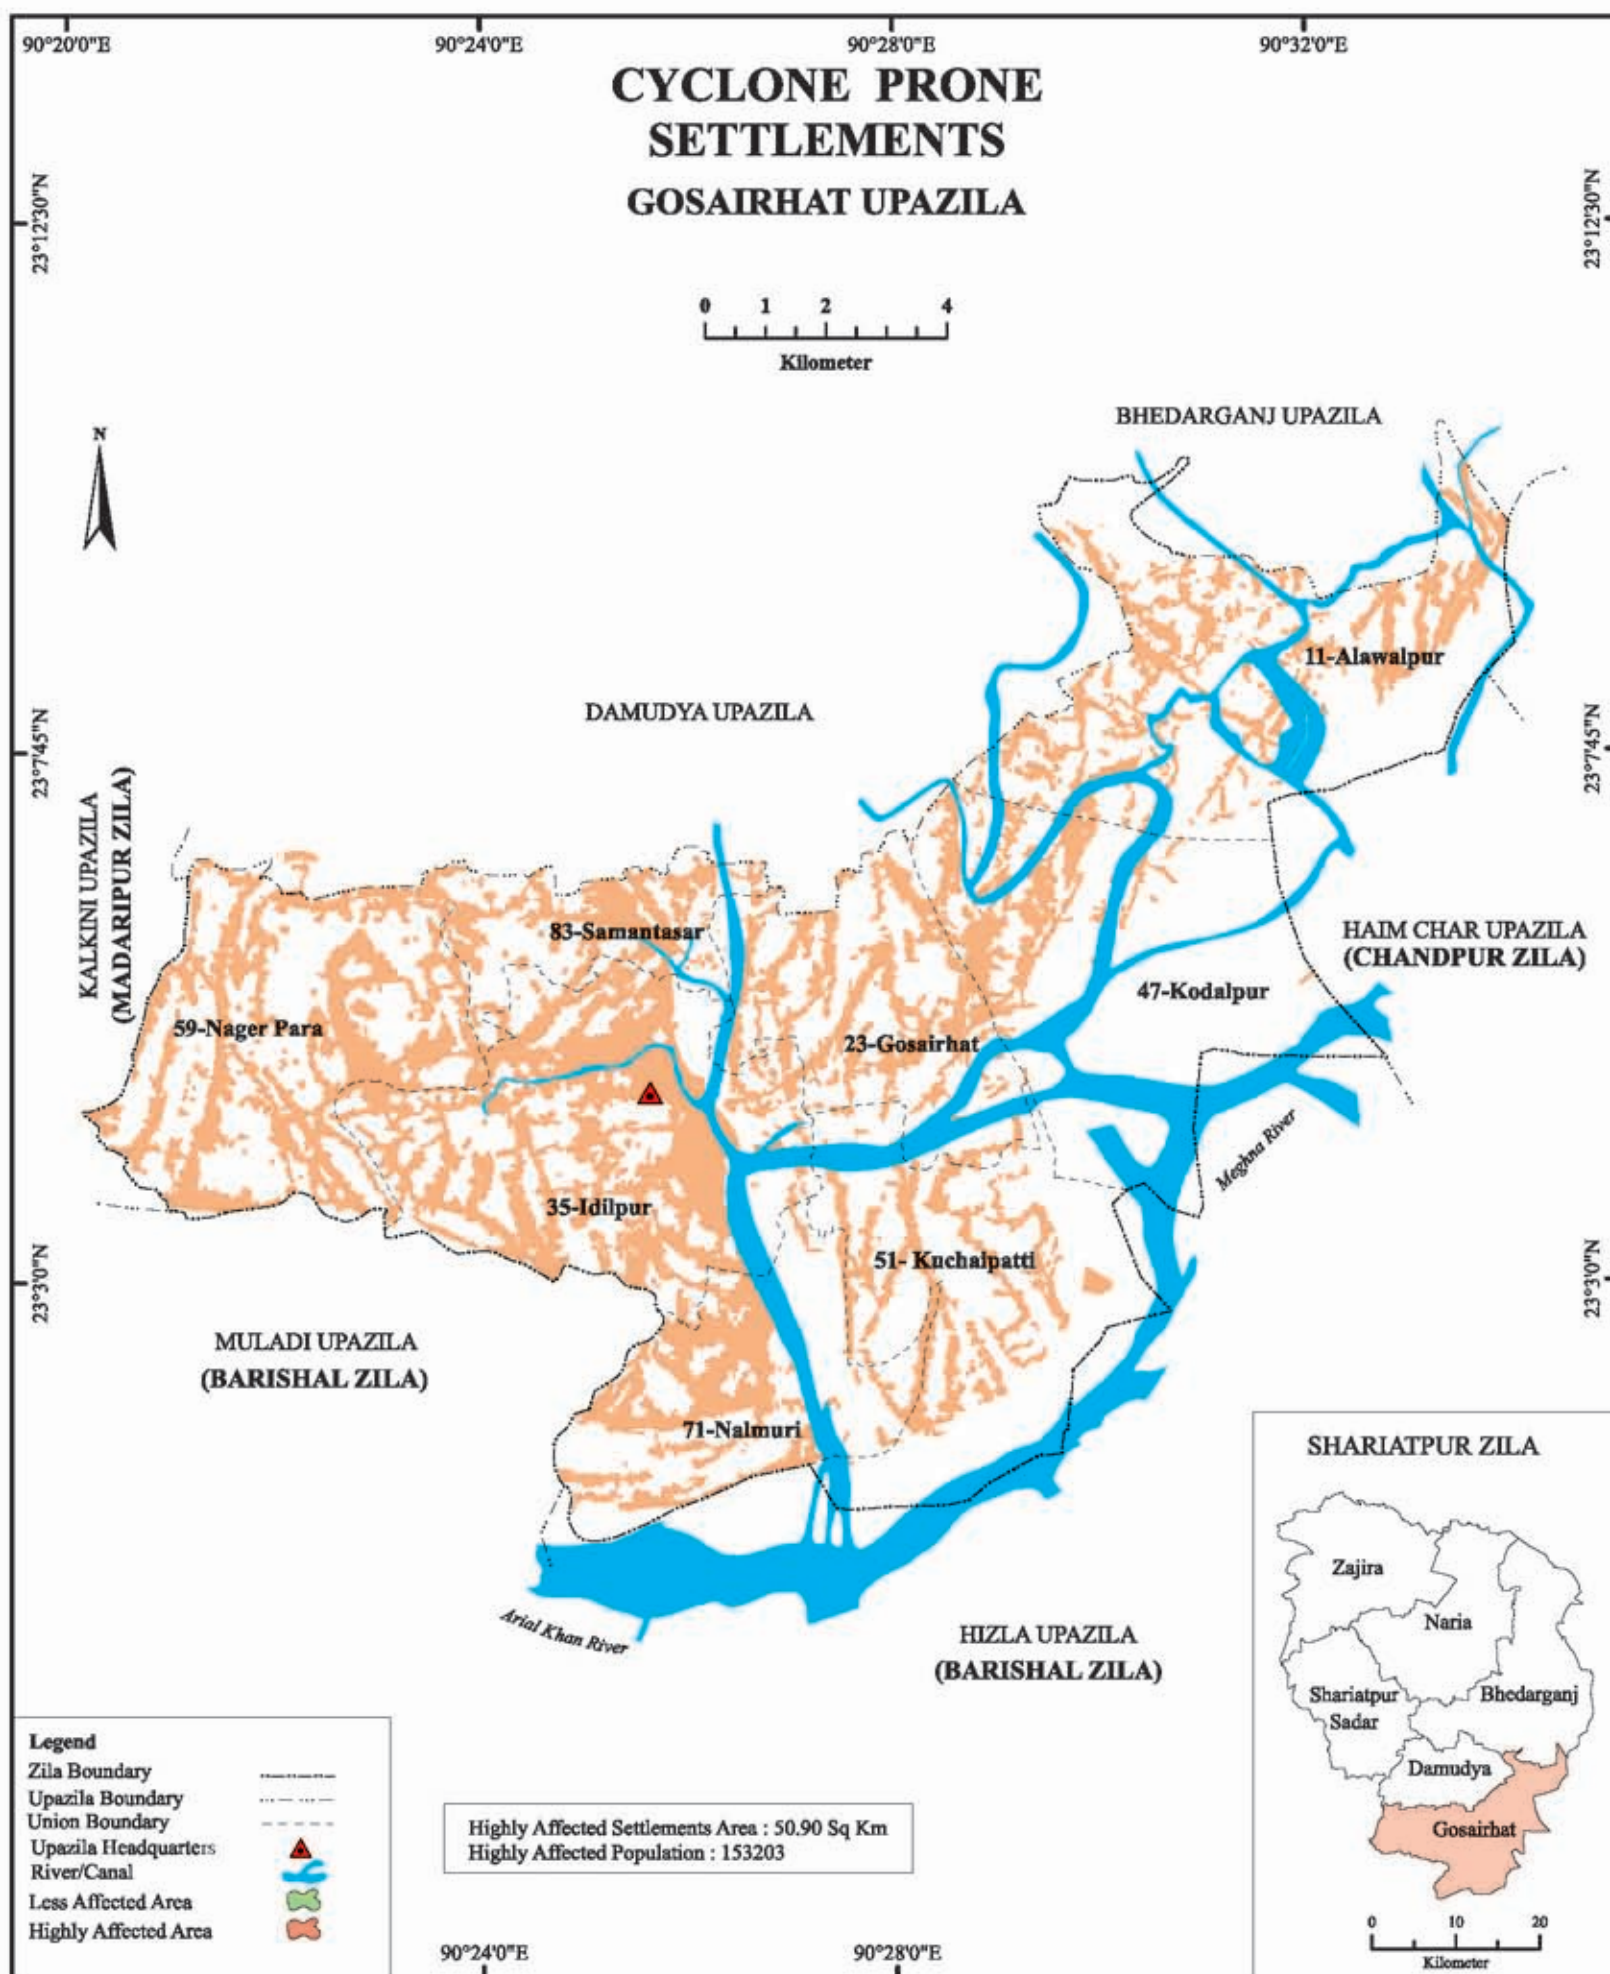 90°20'0"E
90°24'0"E
90°28'0"E
90°32'0"E
CYCLONE PRONE
SETTLEMENTS
GOSAIRHAT UPAZILA
23°12'30"N
23°12'30"N
0 1 2 4
Kilometer
N
BHEDARGANJ UPAZILA
11-Alawalpur
DAMUDYA UPAZILA
23°7'45"N
23°7'45"N
KALKINI UPAZILA
(MADARIPUR ZILA)
83-Samantasar
HAIM CHAR UPAZILA
(CHANDPUR ZILA)
47-Kodalpur
59-Nager Para
23-Gosairhat
Meghna River
35-Idilpur
51- Kuchaipatti
23°3'0"N
23°3'0"N
MULADI UPAZILA
(BARISHAL ZILA)
71-Nalmuri
Arial Khan River
HIZLA UPAZILA
(BARISHAL ZILA)
SHARIATPUR ZILA
Zajira
Naria
Shariatpur
Sadar
Bhedarganj
Damudya
Gosairhat
0 10 20
Kilometer
Legend
Zila Boundary
Upazila Boundary
Union Boundary
Upazila Headquarters
River/Canal
Less Affected Area
Highly Affected Area
Highly Affected Settlements Area : 50.90 Sq Km
Highly Affected Population : 153203
90°24'0"E
90°28'0"E